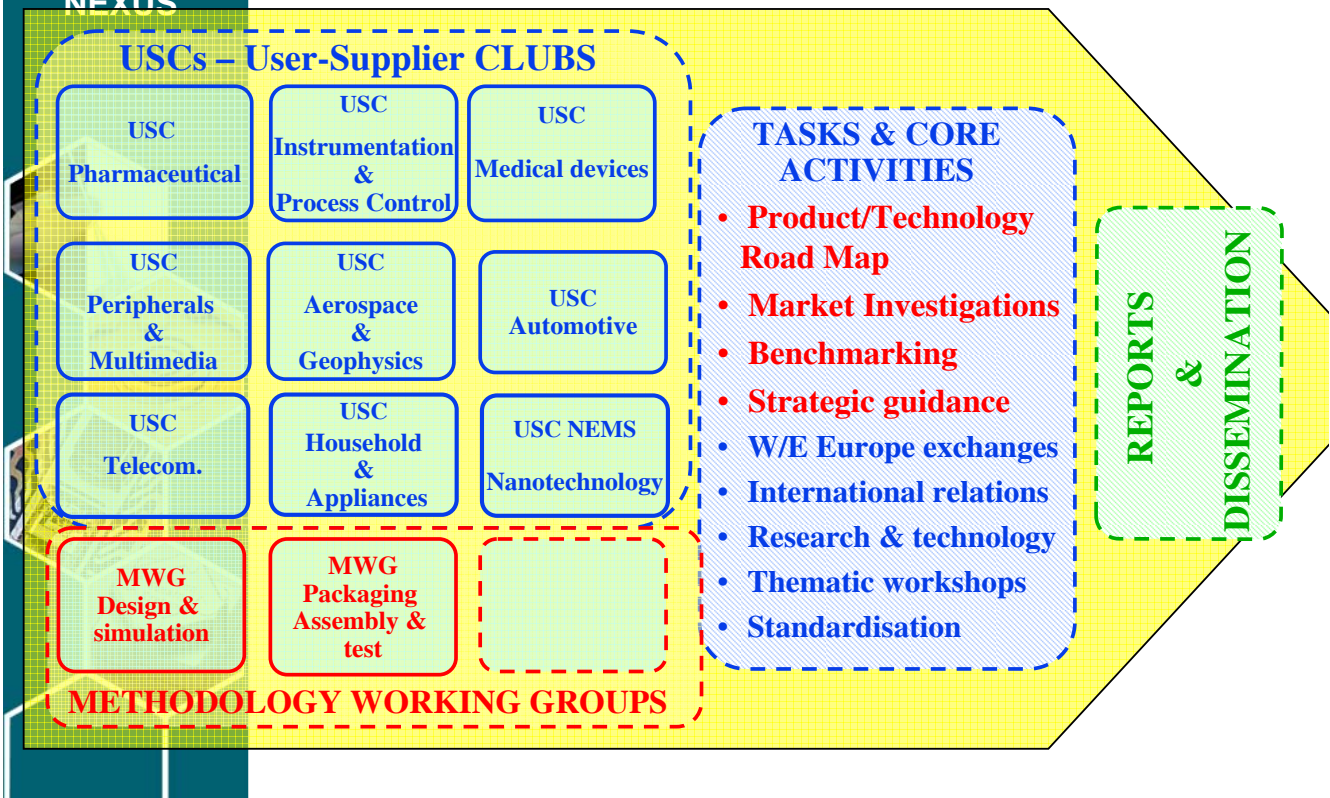 NEXUS
USCs – User-Supplier CLUBS
USC
Pharmaceutical
USC
Instrumentation
&
Process Control
USC
Medical devices
USC
Peripherals
&
Multimedia
USC
Aerospace
&
Geophysics
USC
Automotive
USC
Telecom.
USC
Household
&
Appliances
USC NEMS
Nanotechnology
MWG
Design &
simulation
MWG
Packaging
Assembly &
test
METHODOLOGY WORKING GROUPS
TASKS & CORE
ACTIVITIES
• Product/Technology
Road Map
• Market Investigations
• Benchmarking
• Strategic guidance
• W/E Europe exchanges
• International relations
• Research & technology
• Thematic workshops
• Standardisation
REPORTS
&
DISSEMINATION